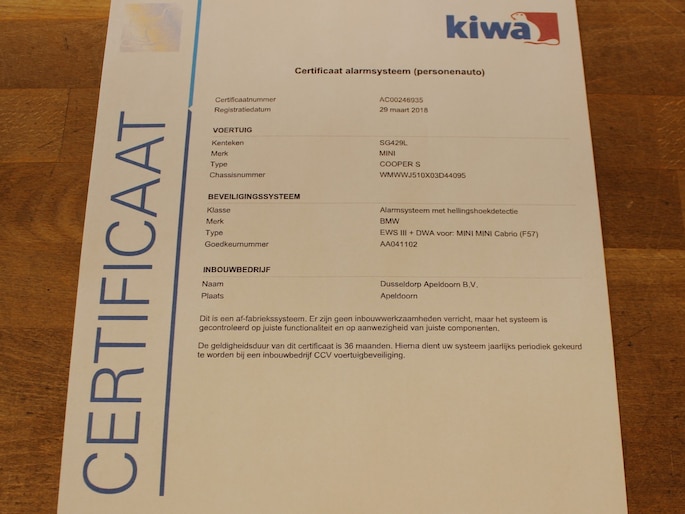 kiwa
CERTIFICAAT
Certificaat alarmsysteem (personenauto)
Certificaatnummer AC00246935
Registratiedatum 29 maart 2018
VOERTUIG
Kenteken SG429L
Merk MINI
Type COOPER S
Chassisnummer WMWWJ510X03D44095
BEVEILIGINGSSYSTEEM
Klasse Alarmsysteem met hellingshoekdetectie
Merk BMW
Type EWS III + DWA voor: MINI MINI Cabrio (F57)
Goedkeurnummer AA041102
INBOUWBEDRIJF
Naam Dusseldorp Apeldoorn B.V.
Plaats Apeldoorn
Dit is een af-fabriekssysteem. Er zijn geen inbouwwerkzaamheden verricht, maar het systeem is
gecontroleerd op juiste functionaliteit en op aanwezigheid van juiste componenten.
De geldigheidsduur van dit certificaat is 36 maanden. Hierna dient uw systeem jaarlijks periodiek gekeurd
te worden bij een inbouwbedrijf CCV voertuigbeveiliging.